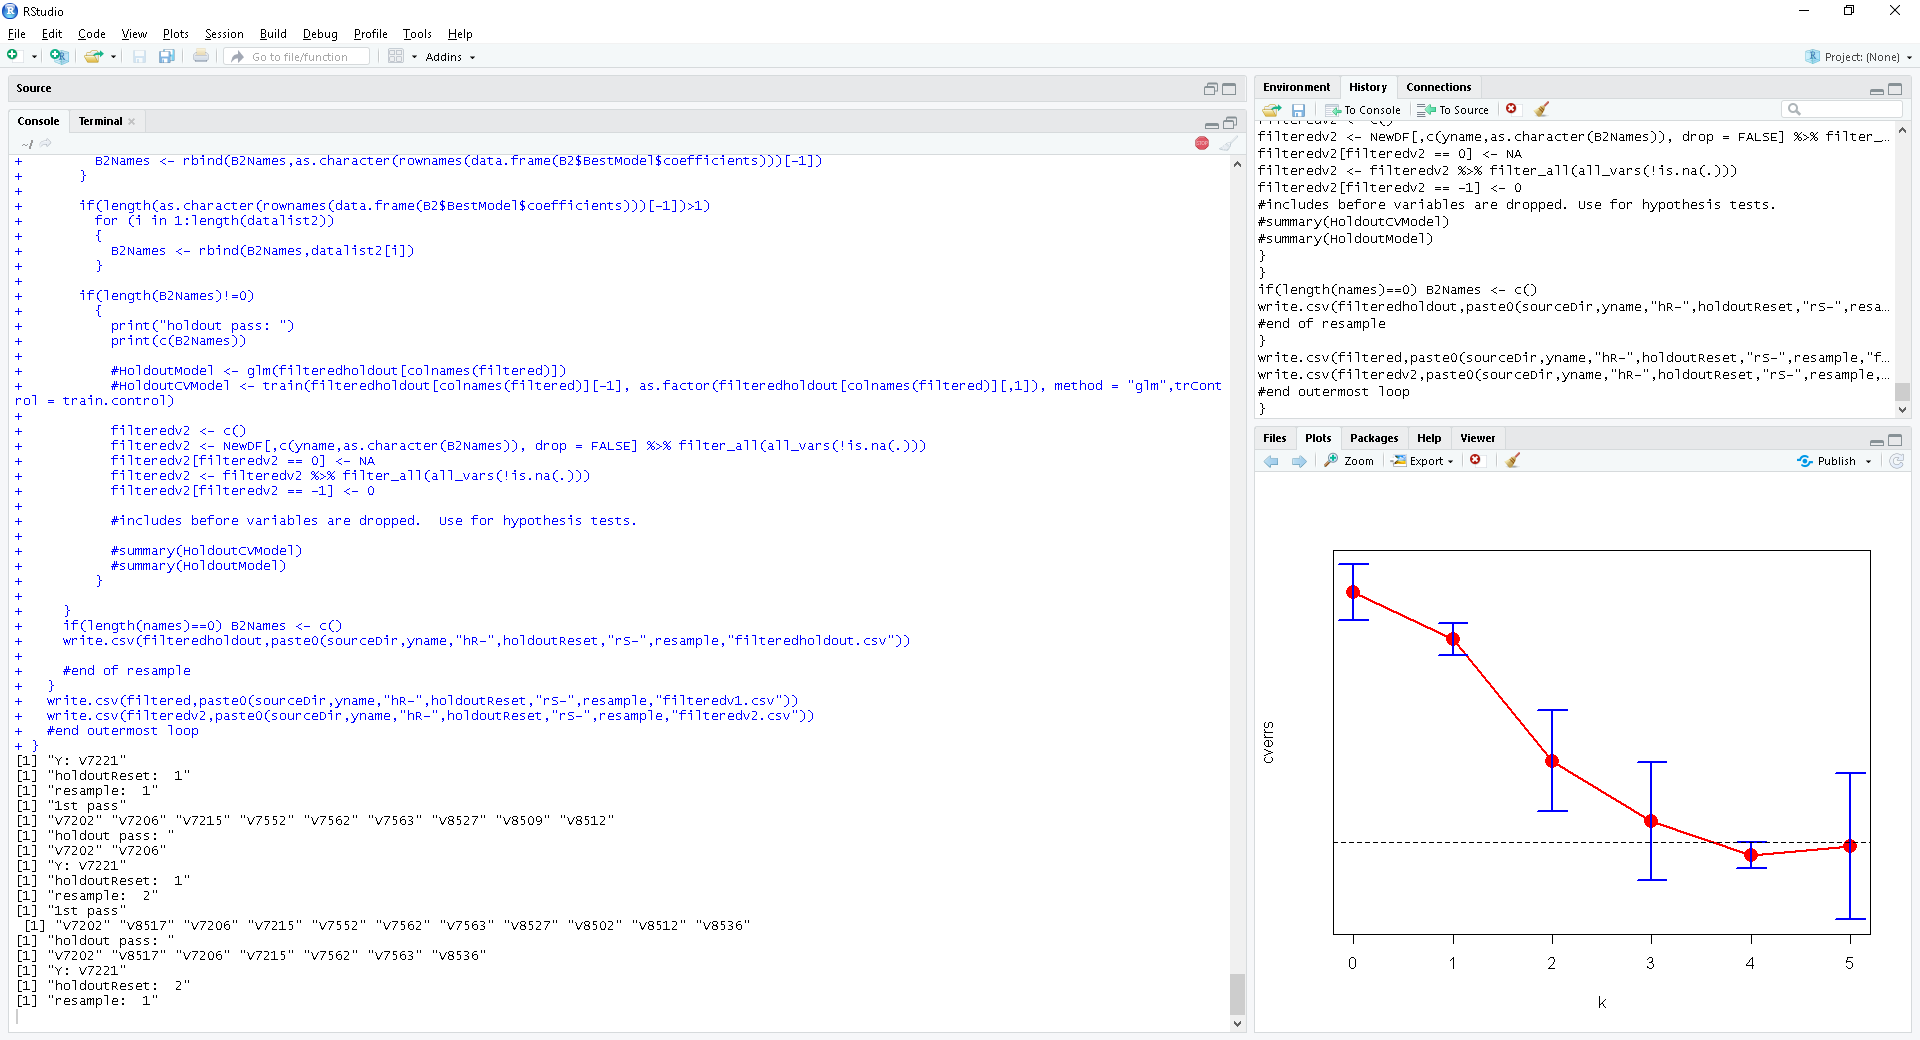 RStudio
File Edit Code View Plots Session Build Debug Profile Tools Help
Go to file/function Addins Project: (None)
Source
Console Terminal
~/
+         B2Names <- rbind(B2Names,as.character(rownames(data.frame(B2$BestModel$coefficients)))[-1])
+       }
+
+       if(length(as.character(rownames(data.frame(B2$BestModel$coefficients)))[-1])>1)
+         for (i in 1:length(datalist2))
+         {
+           B2Names <- rbind(B2Names,datalist2[i])
+         }
+
+       if(length(B2Names)!=0)
+         {
+           print("holdout pass: ")
+           print(c(B2Names))
+
+           #HoldoutModel <- glm(filteredholdout[colnames(filtered)])
+           #HoldoutCVModel <- train(filteredholdout[colnames(filtered)][-1], as.factor(filteredholdout[colnames(filtered)][,1]), method = "glm",trCont
rol = train.control)
+
+           filteredv2 <- c()
+           filteredv2 <- NewDF[,c(yname,as.character(B2Names)), drop = FALSE] %>% filter_all(all_vars(!is.na(.)))
+           filteredv2[filteredv2 == 0] <- NA
+           filteredv2 <- filteredv2 %>% filter_all(all_vars(!is.na(.)))
+           filteredv2[filteredv2 == -1] <- 0
+
+           #includes before variables are dropped.  Use for hypothesis tests.
+
+           #summary(HoldoutCVModel)
+           #summary(HoldoutModel)
+         }
+
+     }
+     if(length(names)==0) B2Names <- c()
+     write.csv(filteredholdout,paste0(sourceDir,yname,"hR-",holdoutReset,"rS-",resample,"filteredholdout.csv"))
+
+     #end of resample
+   }
+   write.csv(filtered,paste0(sourceDir,yname,"hR-",holdoutReset,"rS-",resample,"filteredv1.csv"))
+   write.csv(filteredv2,paste0(sourceDir,yname,"hR-",holdoutReset,"rS-",resample,"filteredv2.csv"))
+   #end outermost loop
+ }
[1] "Y: V7221"
[1] "holdoutReset:  1"
[1] "resample:  1"
[1] "1st pass"
[1] "V7202" "V7206" "V7215" "V7552" "V7562" "V7563" "V8527" "V8509" "V8512"
[1] "holdout pass: "
[1] "V7202" "V7206"
[1] "Y: V7221"
[1] "holdoutReset:  1"
[1] "resample:  2"
[1] "1st pass"
 [1] "V7202" "V8517" "V7206" "V7215" "V7552" "V7562" "V7563" "V8527" "V8502" "V8512" "V8536"
[1] "holdout pass: "
[1] "V7202" "V8517" "V7206" "V7215" "V7562" "V7563" "V8536"
[1] "Y: V7221"
[1] "holdoutReset:  2"
[1] "resample:  1"
Environment History Connections
To Console To Source
filteredv2 <- c()
filteredv2 <- NewDF[,c(yname,as.character(B2Names)), drop = FALSE] %>% filter_…
filteredv2[filteredv2 == 0] <- NA
filteredv2 <- filteredv2 %>% filter_all(all_vars(!is.na(.)))
filteredv2[filteredv2 == -1] <- 0
#includes before variables are dropped. Use for hypothesis tests.
#summary(HoldoutCVModel)
#summary(HoldoutModel)
}
}
if(length(names)==0) B2Names <- c()
write.csv(filteredholdout,paste0(sourceDir,yname,"hR-",holdoutReset,"rS-",resa…
#end of resample
}
write.csv(filtered,paste0(sourceDir,yname,"hR-",holdoutReset,"rS-",resample,"f…
write.csv(filteredv2,paste0(sourceDir,yname,"hR-",holdoutReset,"rS-",resample,…
#end outermost loop
}
Files Plots Packages Help Viewer
Zoom Export Publish
cverrs
0 1 2 3 4 5
k